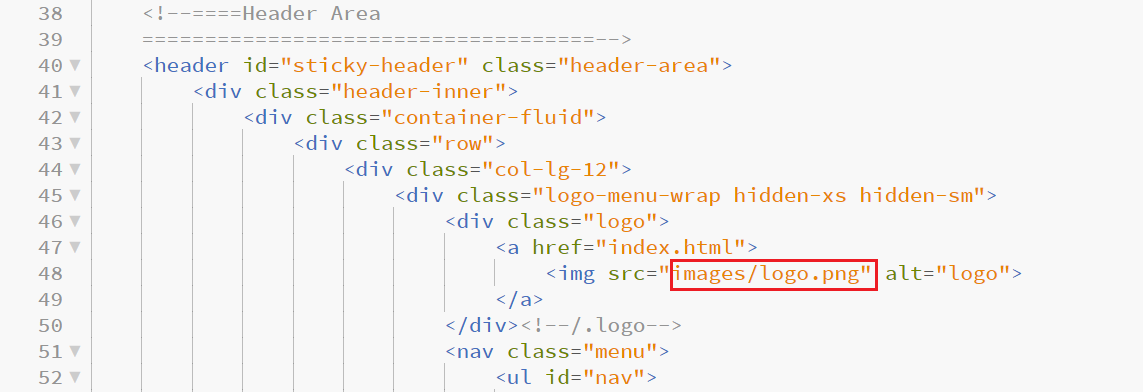 38 <!--====Header Area
39 ====================================-->
40 <header id="sticky-header" class="header-area">
41 <div class="header-inner">
42 <div class="container-fluid">
43 <div class="row">
44 <div class="col-lg-12">
45 <div class="logo-menu-wrap hidden-xs hidden-sm">
46 <div class="logo">
47 <a href="index.html">
48 <img src="images/logo.png" alt="logo">
49 </a>
50 </div><!--/.logo-->
51 <nav class="menu">
52 <ul id="nav">